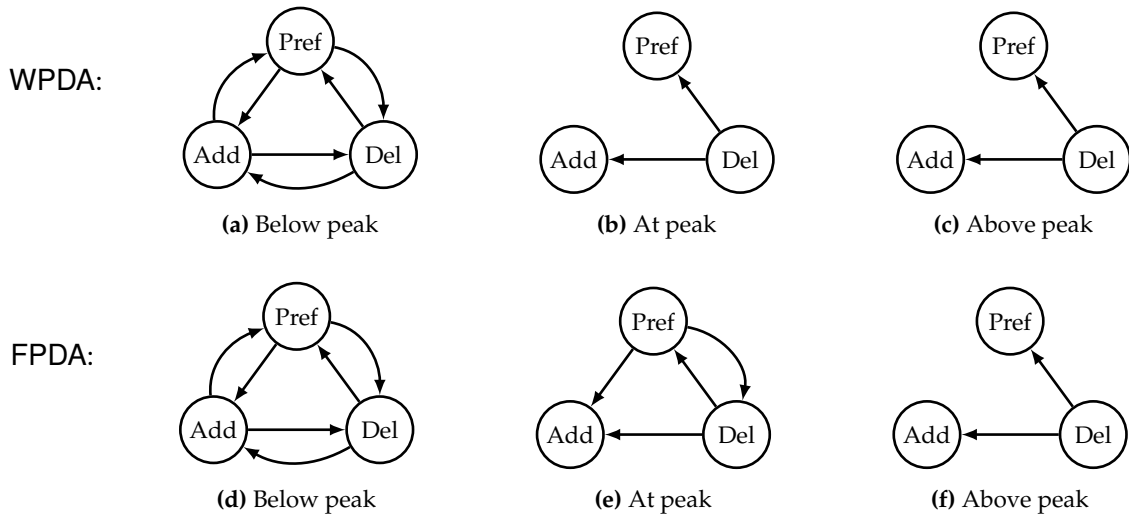 WPDA:
Pref
Add
Del
(a) Below peak
Pref
Add
Del
(b) At peak
Pref
Add
Del
(c) Above peak
FPDA:
Pref
Add
Del
(d) Below peak
Pref
Add
Del
(e) At peak
Pref
Add
Del
(f) Above peak